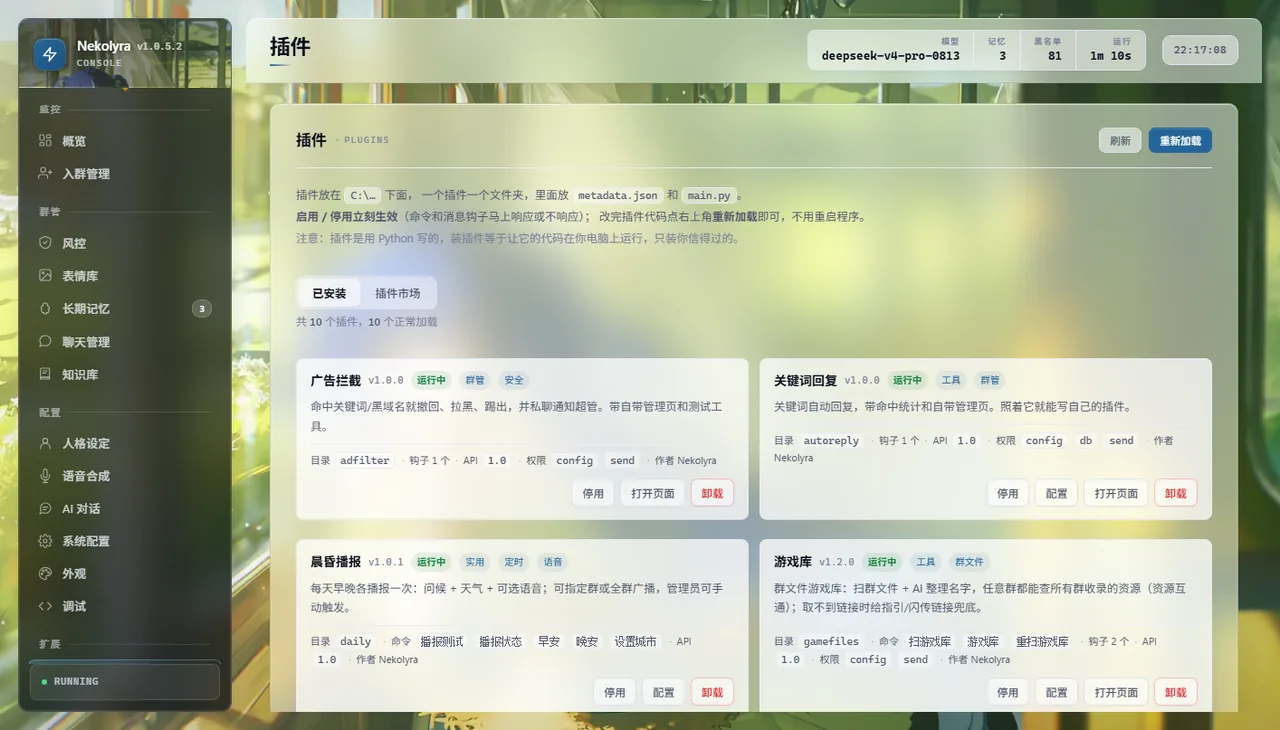 Nekolyra v1.0.5.2
CONSOLE
监控
概览
入群管理
群管
风控
表情库
长期记忆 3
聊天管理
知识库
配置
人格设定
语音合成
AI 对话
系统配置
外观
调试
扩展
RUNNING
插件
模型 记忆 黑名单 运行
deepseek-v4-pro-0813 3 81 1m 10s
22:17:08
插件 · PLUGINS
刷新 重新加载
插件放在 C:\… 下面，一个插件一个文件夹，里面放 metadata.json 和 main.py 。
启用 / 停用立刻生效（命令和消息钩子马上响应或不响应）；改完插件代码点右上角重新加载即可，不用重启程序。
注意：插件是用 Python 写的，装插件等于让它的代码在你电脑上运行，只装你信得过的。
已安装 插件市场
共 10 个插件，10 个正常加载
广告拦截 v1.0.0 运行中 群管 安全
命中关键词/黑域名就撤回、拉黑、踢出，并私聊通知超管。带自带管理页和测试工
具。
目录 adfilter · 钩子 1 个 · API 1.0 · 权限 config send · 作者 Nekolyra
停用 打开页面 卸载
关键词回复 v1.0.0 运行中 工具 群管
关键词自动回复，带命中统计和自带管理页。照着它就能写自己的插件。
目录 autoreply · 钩子 1 个 · API 1.0 · 权限 config db send · 作者
Nekolyra
停用 配置 打开页面 卸载
晨昏播报 v1.0.1 运行中 实用 定时 语音
每天早晚各播报一次：问候 + 天气 + 可选语音；可指定群或全群广播，管理员可手
动触发。
目录 daily · 命令 播报测试 播报状态 早安 晚安 设置城市 · API
1.0 · 作者 Nekolyra
停用 配置 卸载
游戏库 v1.2.0 运行中 工具 群文件
群文件游戏库：扫群文件 + AI 整理名字，任意群都能查所有群收录的资源（资源互
通）；取不到链接时给指引/闪传链接兜底。
目录 gamefiles · 命令 扫游戏库 游戏库 重扫游戏库 · 钩子 2 个 · API
1.0 · 权限 config send · 作者 Nekolyra
停用 配置 打开页面 卸载